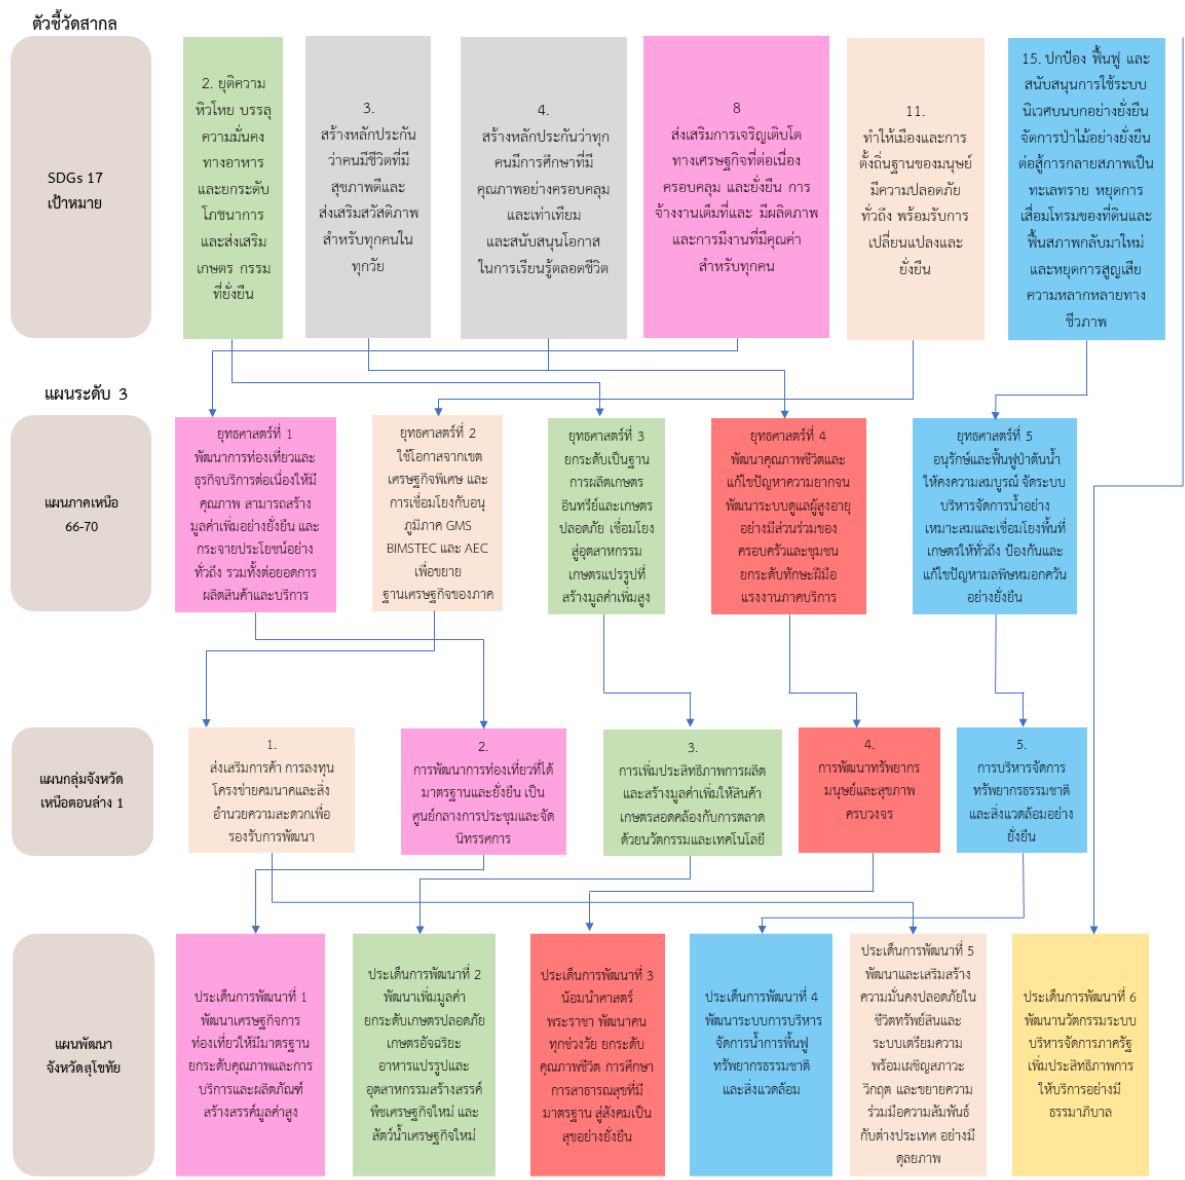 ตัวชี้วัดสากล
SDGs 17
เป้าหมาย
2. ยุติความ
หิวโหย บรรลุ
ความมั่นคง
ทางอาหาร
และยกระดับ
โภชนาการ
และส่งเสริม
เกษตร กรรม
ที่ยั่งยืน
3.
สร้างหลักประกัน
ว่าคนมีชีวิตที่มี
สุขภาพดีและ
ส่งเสริมสวัสดิภาพ
สำหรับทุกคนใน
ทุกวัย
4.
สร้างหลักประกันว่าทุก
คนมีการศึกษาที่มี
คุณภาพอย่างครอบคลุม
และเท่าเทียม
และสนับสนุนโอกาส
ในการเรียนรู้ตลอดชีวิต
8
ส่งเสริมการเจริญเติบโต
ทางเศรษฐกิจที่ต่อเนื่อง
ครอบคลุม และยั่งยืน การ
จ้างงานเต็มที่และ มีผลิตภาพ
และการมีงานที่มีคุณค่า
สำหรับทุกคน
11.
ทำให้เมืองและการ
ตั้งถิ่นฐานของมนุษย์
มีความปลอดภัย
ทั่วถึง พร้อมรับการ
เปลี่ยนแปลงและ
ยั่งยืน
15. ปกป้อง ฟื้นฟู และ
สนับสนุนการใช้ระบบ
นิเวศบนบกอย่างยั่งยืน
จัดการป่าไม้อย่างยั่งยืน
ต่อสู้การกลายสภาพเป็น
ทะเลทราย หยุดการ
เสื่อมโทรมของที่ดินและ
ฟื้นสภาพกลับมาใหม่
และหยุดการสูญเสีย
ความหลากหลายทาง
ชีวภาพ
แผนระดับ 3
แผนภาคเหนือ
66-70
ยุทธศาสตร์ที่ 1
พัฒนาการท่องเที่ยวและ
ธุรกิจบริการต่อเนื่องให้มี
คุณภาพ สามารถสร้าง
มูลค่าเพิ่มอย่างยั่งยืน และ
กระจายประโยชน์อย่าง
ทั่วถึง รวมทั้งต่อยอดการ
ผลิตสินค้าและบริการ
ยุทธศาสตร์ที่ 2
ใช้โอกาสจากเขต
เศรษฐกิจพิเศษ และ
การเชื่อมโยงกับอนุ
ภูมิภาค GMS
BIMSTEC และ AEC
เพื่อขยาย
ฐานเศรษฐกิจของภาค
ยุทธศาสตร์ที่ 3
ยกระดับเป็นฐาน
การผลิตเกษตร
อินทรีย์และเกษตร
ปลอดภัย เชื่อมโยง
สู่อุตสาหกรรม
เกษตรแปรรูปที่
สร้างมูลค่าเพิ่มสูง
ยุทธศาสตร์ที่ 4
พัฒนาคุณภาพชีวิตและ
แก้ไขปัญหาความยากจน
พัฒนาระบบดูแลผู้สูงอายุ
อย่างมีส่วนร่วมของ
ครอบครัวและชุมชน
ยกระดับทักษะฝีมือ
แรงงานภาคบริการ
ยุทธศาสตร์ที่ 5
อนุรักษ์และฟื้นฟูป่าต้นน้ำ
ให้คงความสมบูรณ์ จัดระบบ
บริหารจัดการน้ำอย่าง
เหมาะสมและเชื่อมโยงพื้นที่
เกษตรให้ทั่วถึง ป้องกันและ
แก้ไขปัญหามลพิษหมอกควัน
อย่างยั่งยืน
แผนกลุ่มจังหวัด
เหนือตอนล่าง 1
1.
ส่งเสริมการค้า การลงทุน
โครงข่ายคมนาคและสิ่ง
อำนวยความสะดวกเพื่อ
รองรับการพัฒนา
2.
การพัฒนาการท่องเที่ยวที่ได้
มาตรฐานและยั่งยืน เป็น
ศูนย์กลางการประชุมและจัด
นิทรรศการ
3.
การเพิ่มประสิทธิภาพการผลิต
และสร้างมูลค่าเพิ่มให้สินค้า
เกษตรสอดคล้องกับการตลาด
ด้วยนวัตกรรมและเทคโนโลยี
4.
การพัฒนาทรัพยากร
มนุษย์และสุขภาพ
ครบวงจร
5.
การบริหารจัดการ
ทรัพยากรธรรมชาติ
และสิ่งแวดล้อมอย่าง
ยั่งยืน
แผนพัฒนา
จังหวัดสุโขทัย
ประเด็นการพัฒนาที่ 1
พัฒนาเศรษฐกิจการ
ท่องเที่ยวให้มีมาตรฐาน
ยกระดับคุณภาพและการ
บริการและผลิตภัณฑ์
สร้างสรรค์มูลค่าสูง
ประเด็นการพัฒนาที่ 2
พัฒนาเพิ่มมูลค่า
ยกระดับเกษตรปลอดภัย
เกษตรอัจฉริยะ
อาหารแปรรูปและ
อุตสาหกรรมสร้างสรรค์
พืชเศรษฐกิจใหม่ และ
สัตว์น้ำเศรษฐกิจใหม่
ประเด็นการพัฒนาที่ 3
น้อมนำศาสตร์
พระราชา พัฒนาคน
ทุกช่วงวัย ยกระดับ
คุณภาพชีวิต การศึกษา
การสาธารณสุขที่มี
มาตรฐาน สู่สังคมเป็น
สุขอย่างยั่งยืน
ประเด็นการพัฒนาที่ 4
พัฒนาระบบการบริหาร
จัดการน้ำการฟื้นฟู
ทรัพยากรธรรมชาติ
และสิ่งแวดล้อม
ประเด็นการพัฒนาที่ 5
พัฒนาและเสริมสร้าง
ความมั่นคงปลอดภัยใน
ชีวิตทรัพย์สินและ
ระบบเตรียมความ
พร้อมเผชิญสภาวะ
วิกฤต และขยายความ
ร่วมมือความสัมพันธ์
กับต่างประเทศ อย่างมี
ดุลยภาพ
ประเด็นการพัฒนาที่ 6
พัฒนานวัตกรรมระบบ
บริหารจัดการภาครัฐ
เพิ่มประสิทธิภาพการ
ให้บริการอย่างมี
ธรรมาภิบาล